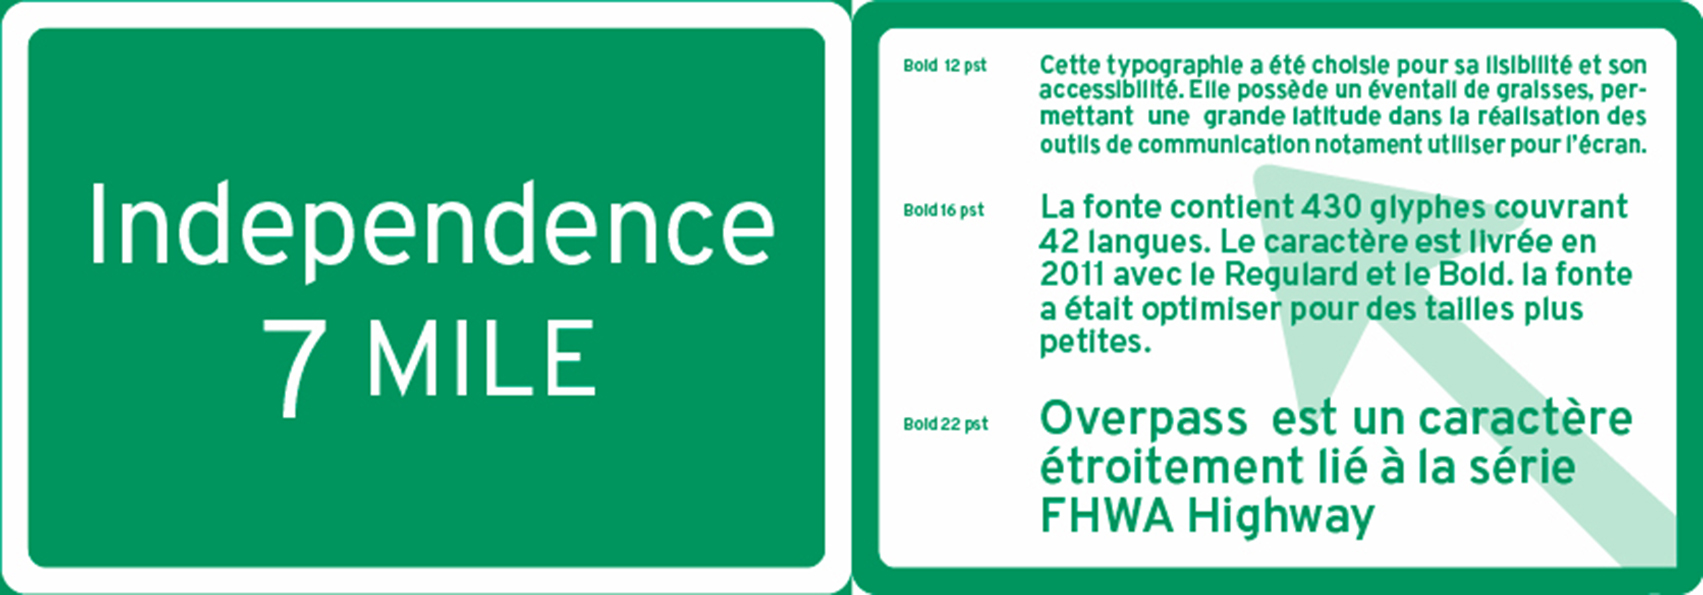 Independence
7 MILE
Bold 12 pst
Cette typographie a été choisie pour sa lisibilité et son
accessibilité. Elle possède un éventail de graisses, per-
mettant une grande latitude dans la réalisation des
outils de communication notament utiliser pour l'écran.
Bold 16 pst
La fonte contient 430 glyphes couvrant
42 langues. Le caractère est livrée en
2011 avec le Regulard et le Bold. la fonte
a était optimiser pour des tailles plus
petites.
Bold 22 pst
Overpass est un caractère
étroitement lié à la série
FHWA Highway